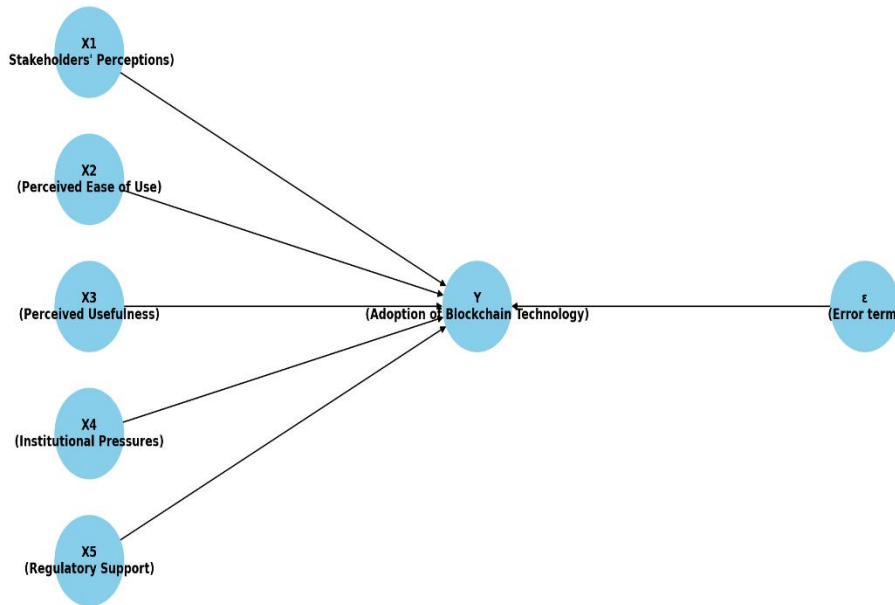 X1
Stakeholders' Perceptions)
X2
(Perceived Ease of Use)
X3
(Perceived Usefulness)
Y
(Adoption of Blockchain Technology)
ε
(Error term
X4
(Institutional Pressures)
X5
(Regulatory Support)